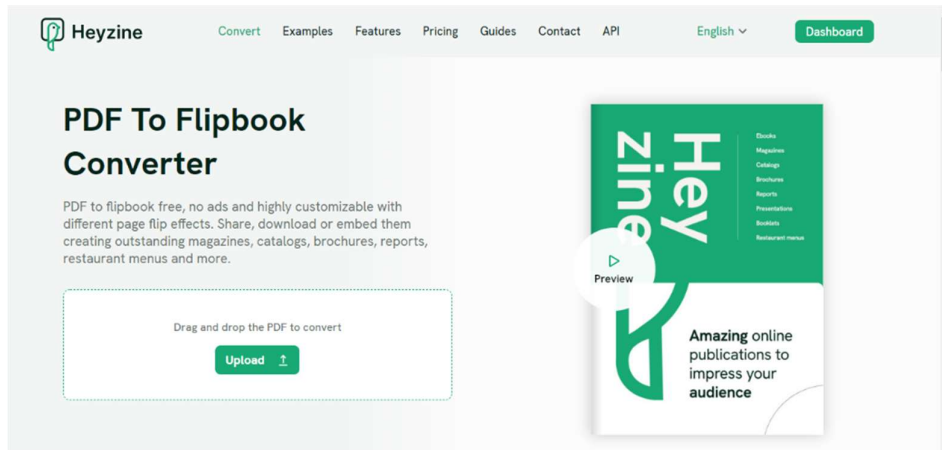 Heyzine
Convert Examples Features Pricing Guides Contact API English Dashboard
PDF To Flipbook
Converter
PDF to flipbook free, no ads and highly customizable with
different page flip effects. Share, download or embed them
creating outstanding magazines, catalogs, brochures, reports,
restaurant menus and more.
Drag and drop the PDF to convert
Upload
Hey
zine
Ebooks
Magazines
Catalogs
Brochures
Reports
Presentations
Booklets
Restaurant menus
Preview
Amazing online
publications to
impress your
audience